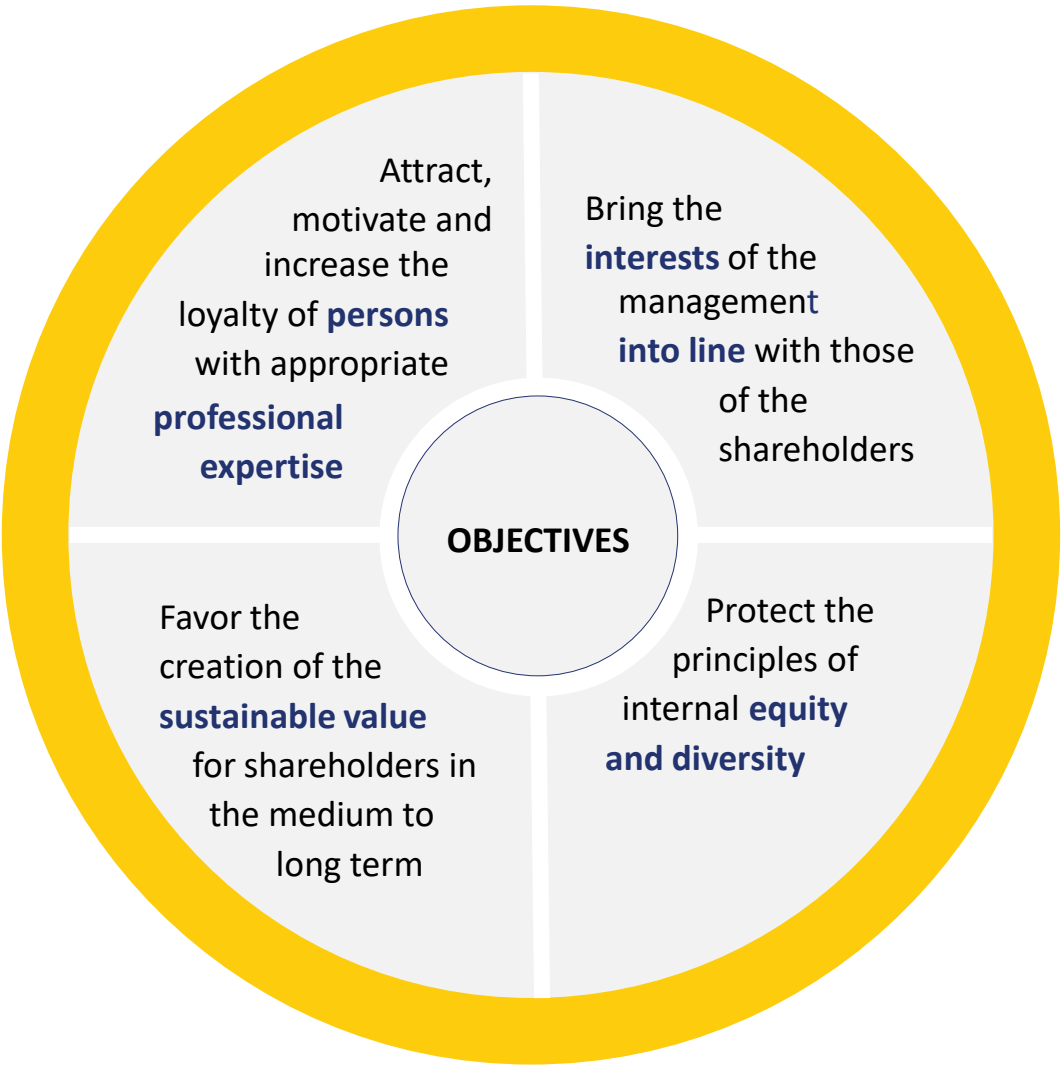 Attract,
motivate and
increase the
loyalty of persons
with appropriate
professional
expertise
Bring the
interests of the
management
into line with those
of the
shareholders
OBJECTIVES
Favor the
creation of the
sustainable value
for shareholders in
the medium to
long term
Protect the
principles of
internal equity
and diversity